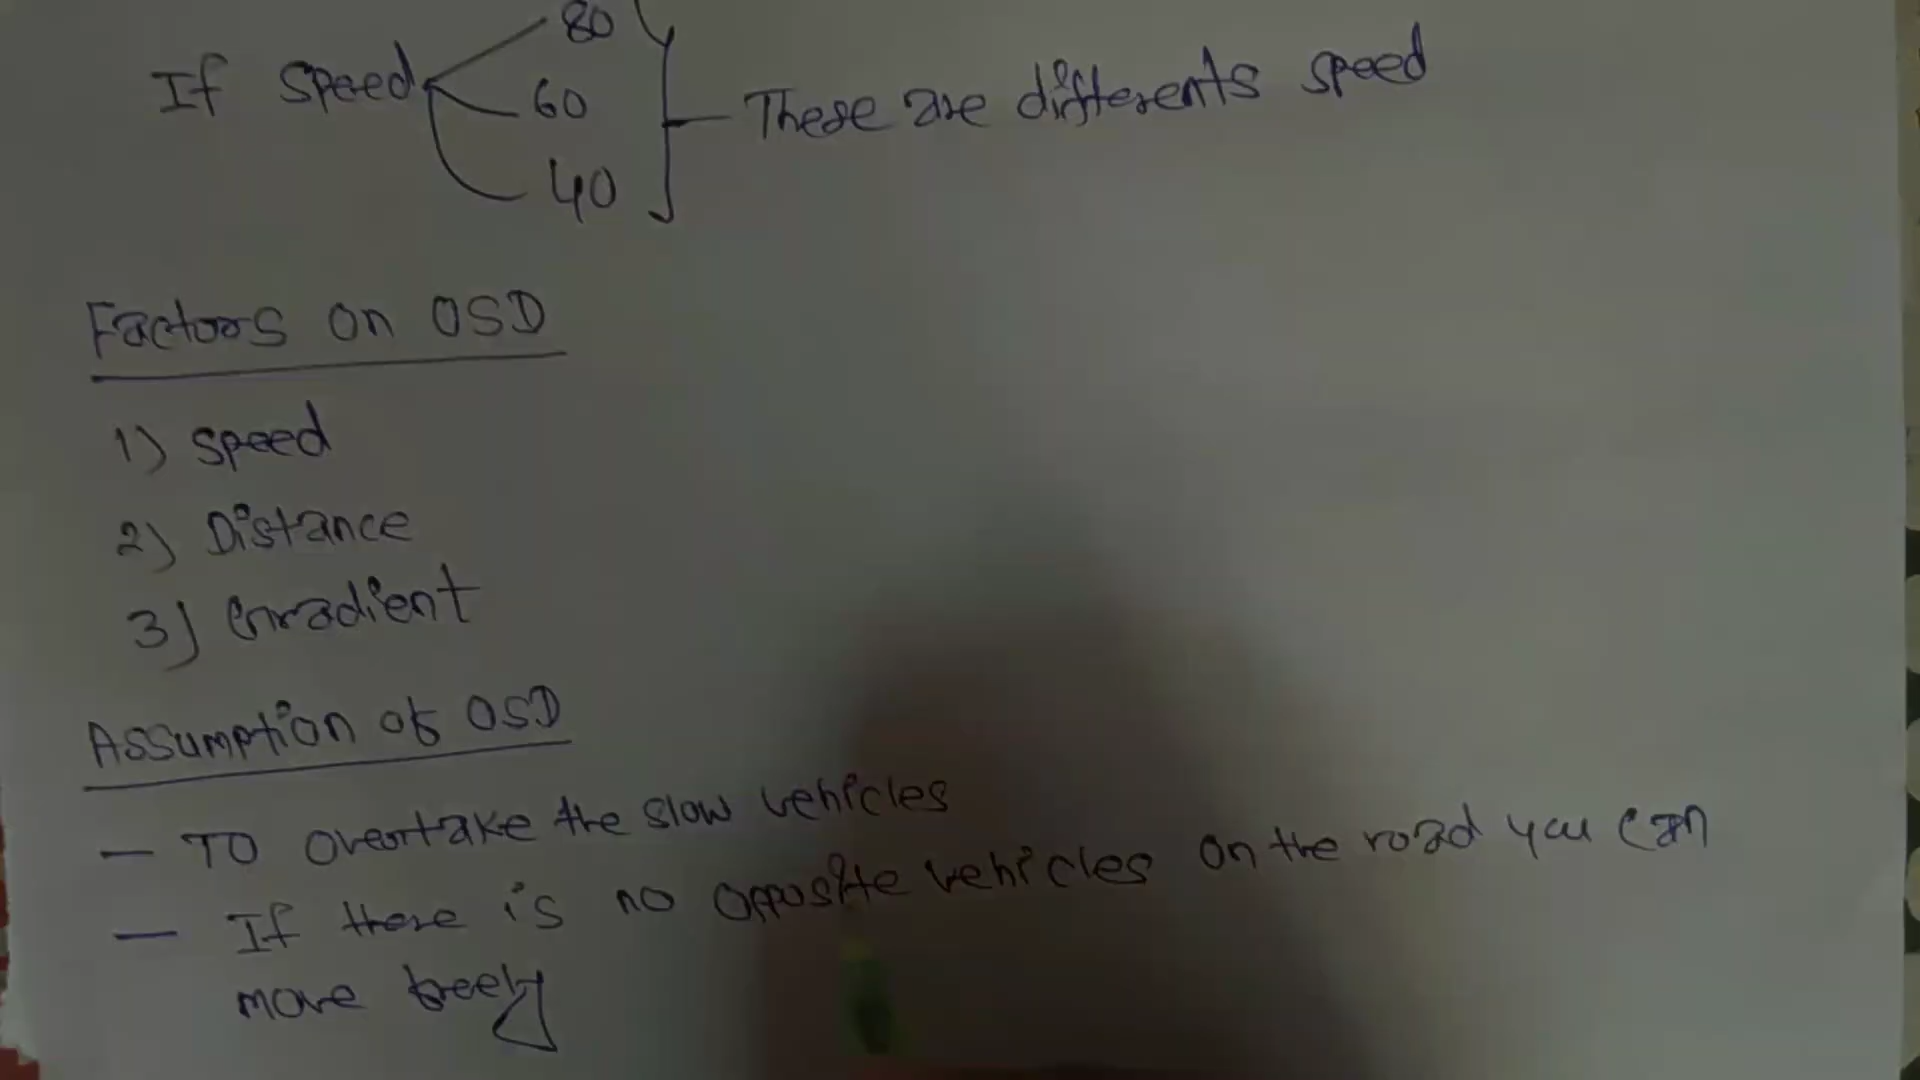 If speed 80 60 40 These are differents speed
Factors on OSD
1) speed
2) Distance
3) Gradient
Assumption of OSD
— To overtake the slow vehicles
— If there is no opposite vehicles on the road you can
move freely